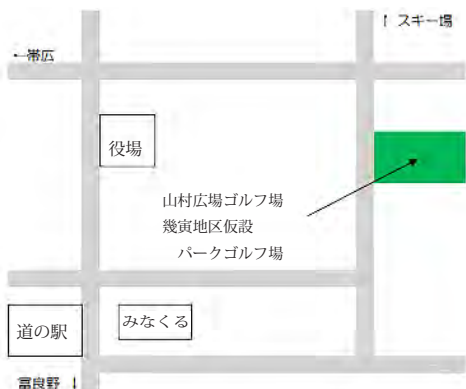 ↑ スキー場
←帯広
役場
山村広場ゴルフ場
幾寅地区仮設
パークゴルフ場
道の駅
みなくる
富良野 ↓